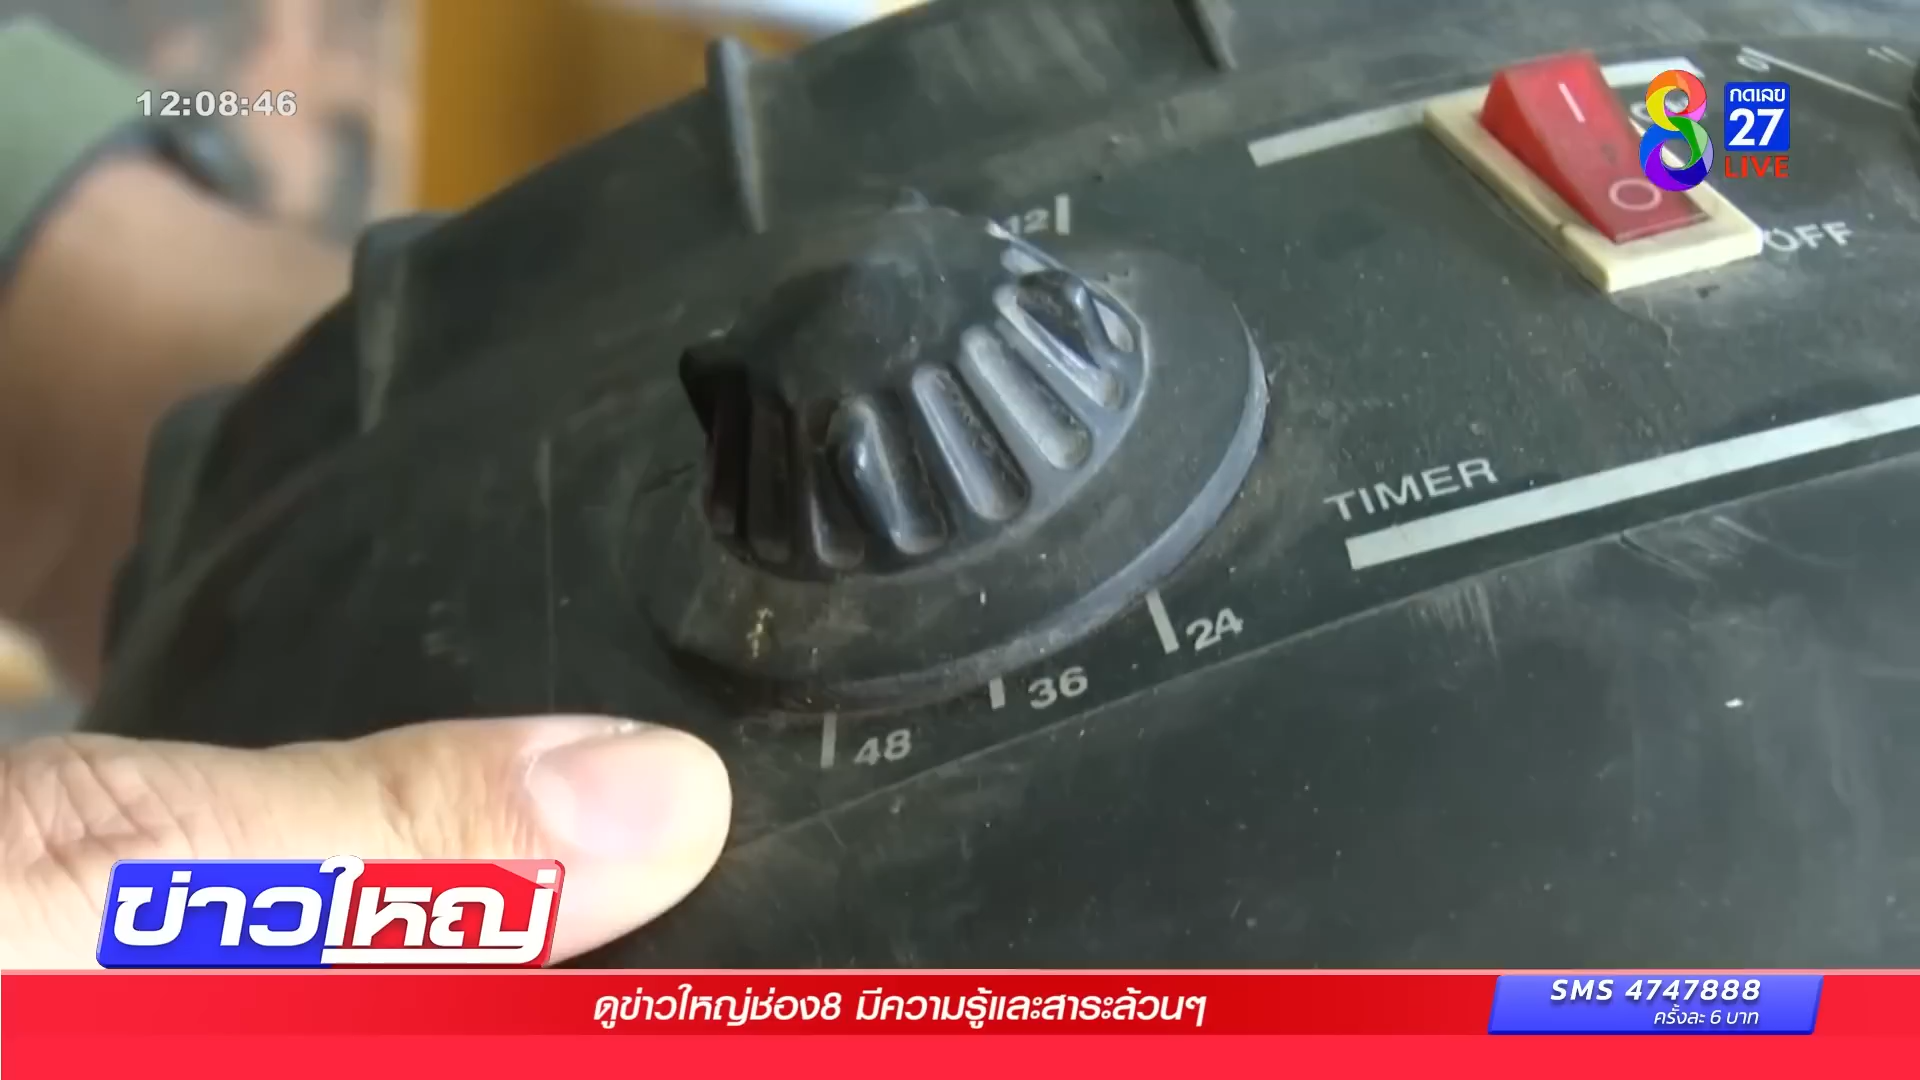 12:08:46
กดเลข
27
LIVE
OFF
12
TIMER
24
36
48
ข่าวใหญ่
ดูข่าวใหญ่ช่อง8 มีความรู้และสาระล้วนๆ
SMS 4747888
ครั้งละ 6 บาท